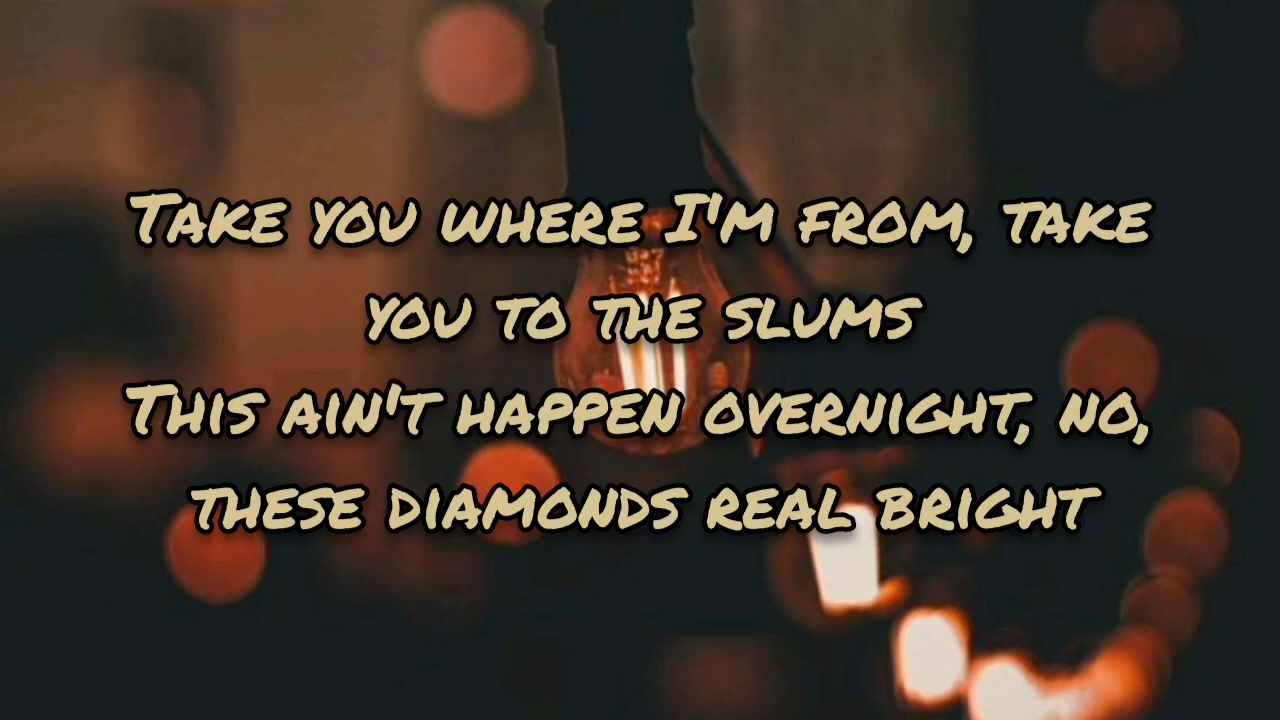 Take you where I'm from, take
you to the slums
This ain't happen overnight, no,
these diamonds real bright